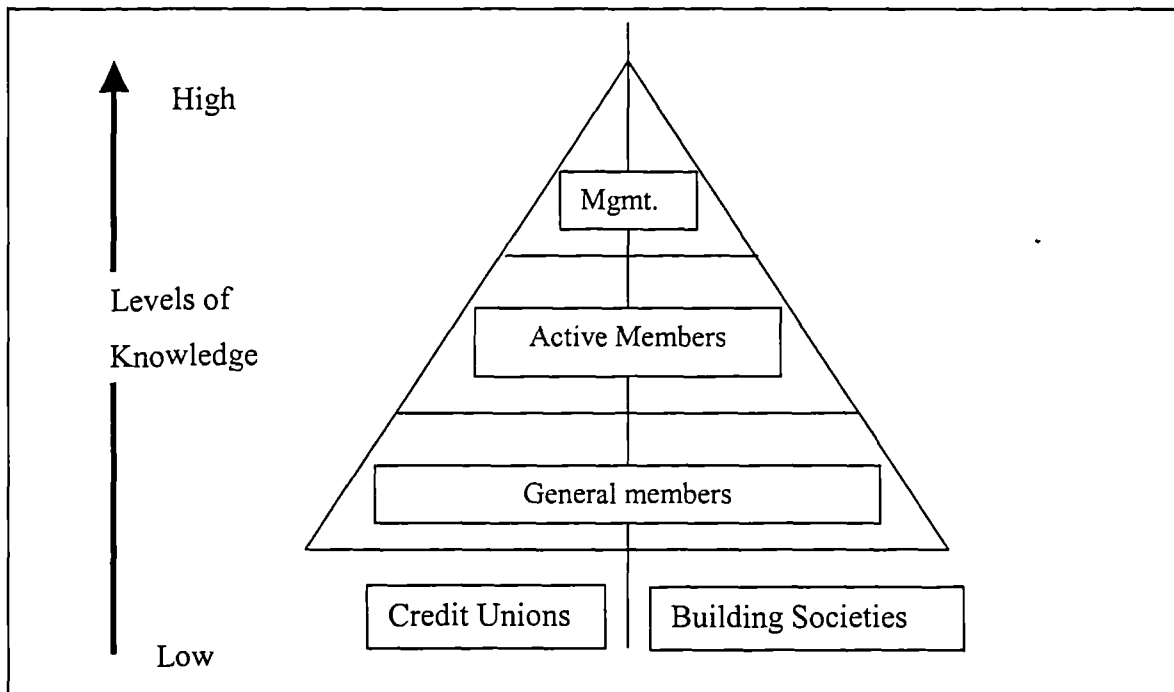 High
Mgmt.
Levels of
Knowledge
Active Members
General members
Credit Unions
Building Societies
Low